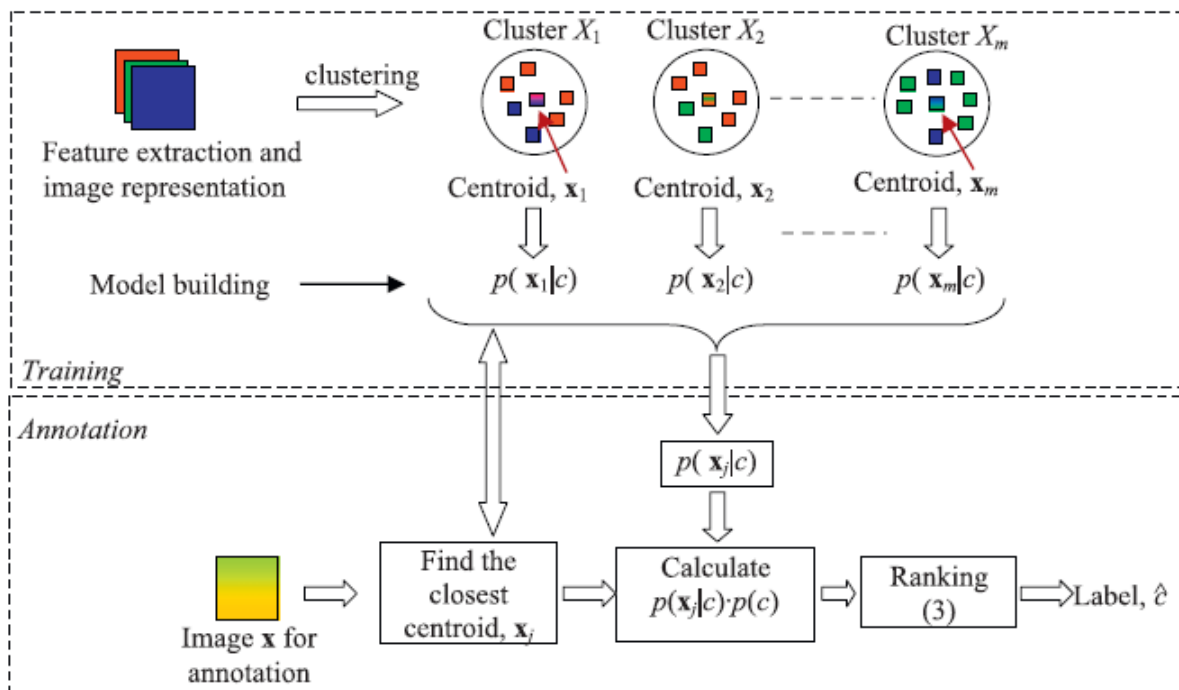 Cluster X₁
Cluster X₂
Cluster Xₘ
clustering
Feature extraction and
image representation
Centroid, x₁
Centroid, x₂
Centroid, xₘ
Model building
p( x₁|c)
p( x₂|c)
p( xₘ|c)
Training
Annotation
p( xⱼ|c)
Find the
closest
centroid, xⱼ
Calculate
p(xⱼ|c)·p(c)
Ranking
(3)
Label, ĉ
Image x for
annotation